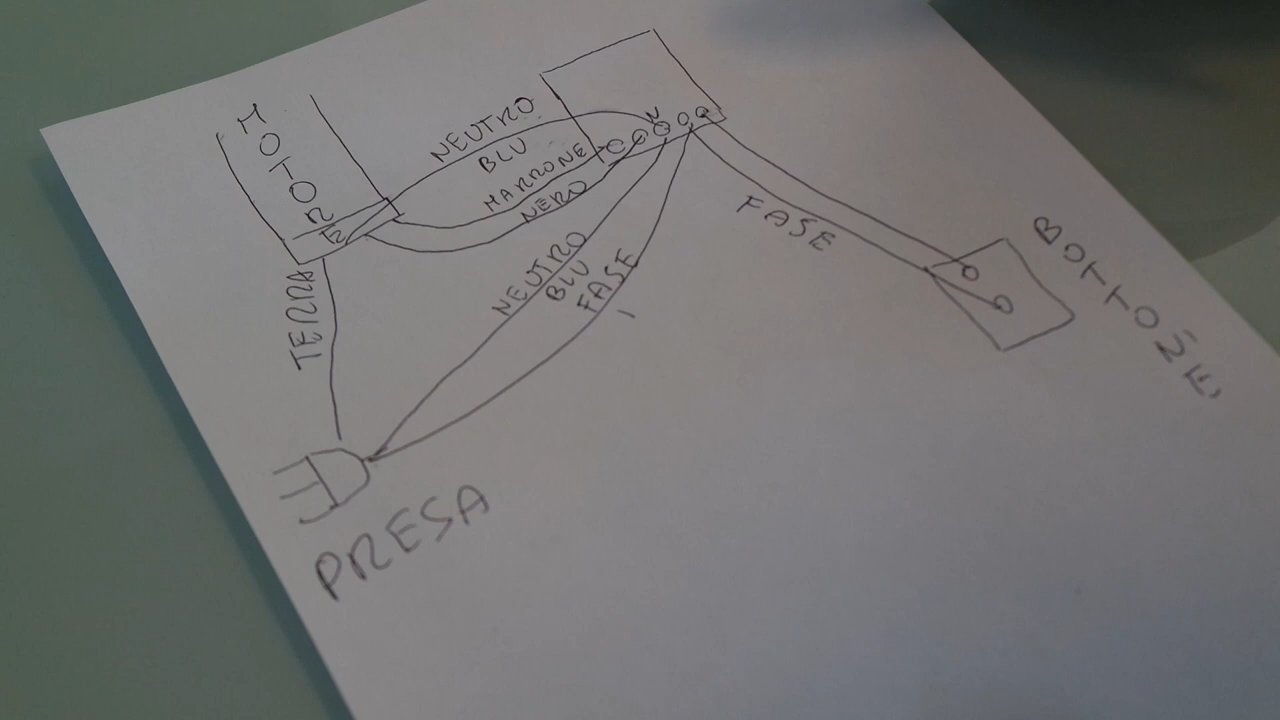 MOTORE
NEUTRO
BLU
MARRONE
NERO
N
TERRA
NEUTRO
BLU
FASE
FASE
BOTTONE
PRESA